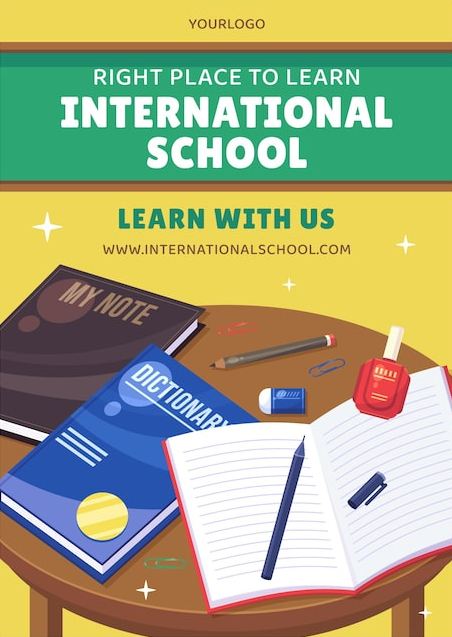 YOURLOGO
RIGHT PLACE TO LEARN
INTERNATIONAL
SCHOOL
LEARN WITH US
WWW.INTERNATIONALSCHOOL.COM
MY NOTE
DICTIONARY